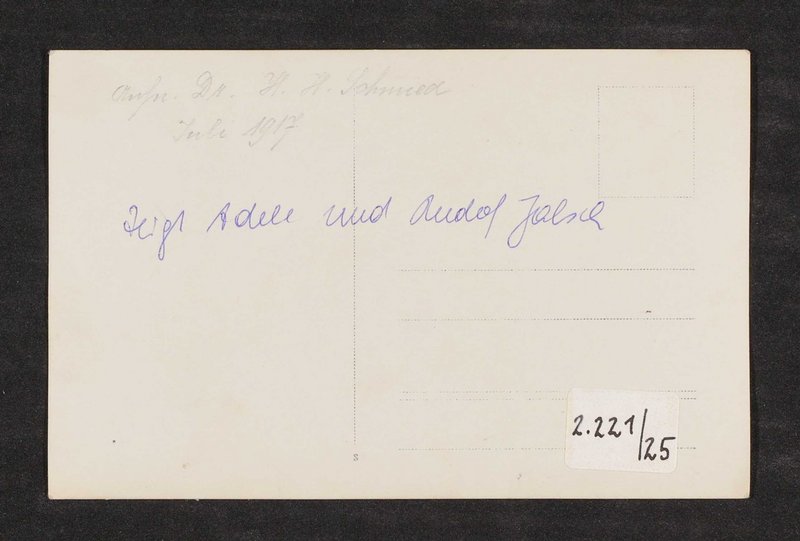 Aufn. Dr. H. H. Schmied
Juli 1917
Zeigt Adele und Rudolf Jalsch
2.221/25
S